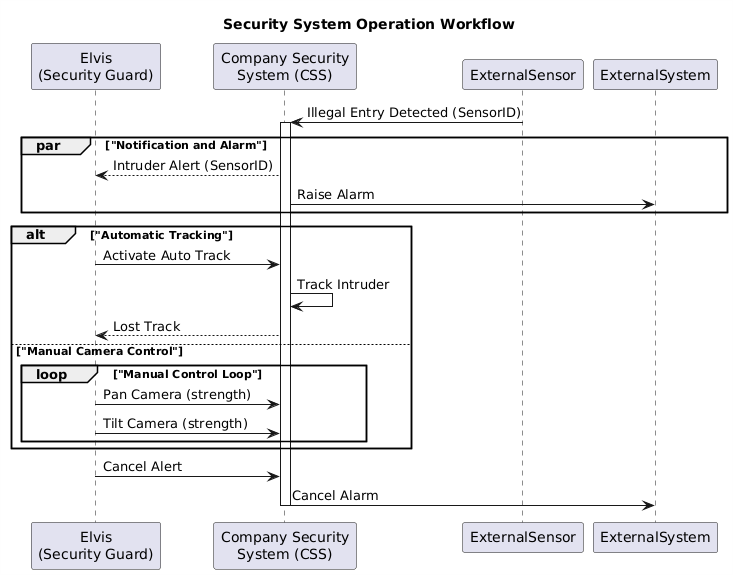 Security System Operation Workflow
Elvis
(Security Guard)
Company Security
System (CSS)
ExternalSensor
ExternalSystem
Illegal Entry Detected (SensorID)
par
["Notification and Alarm"]
Intruder Alert (SensorID)
Raise Alarm
alt
["Automatic Tracking"]
Activate Auto Track
Track Intruder
Lost Track
["Manual Camera Control"]
loop
["Manual Control Loop"]
Pan Camera (strength)
Tilt Camera (strength)
Cancel Alert
Cancel Alarm
Elvis
(Security Guard)
Company Security
System (CSS)
ExternalSensor
ExternalSystem